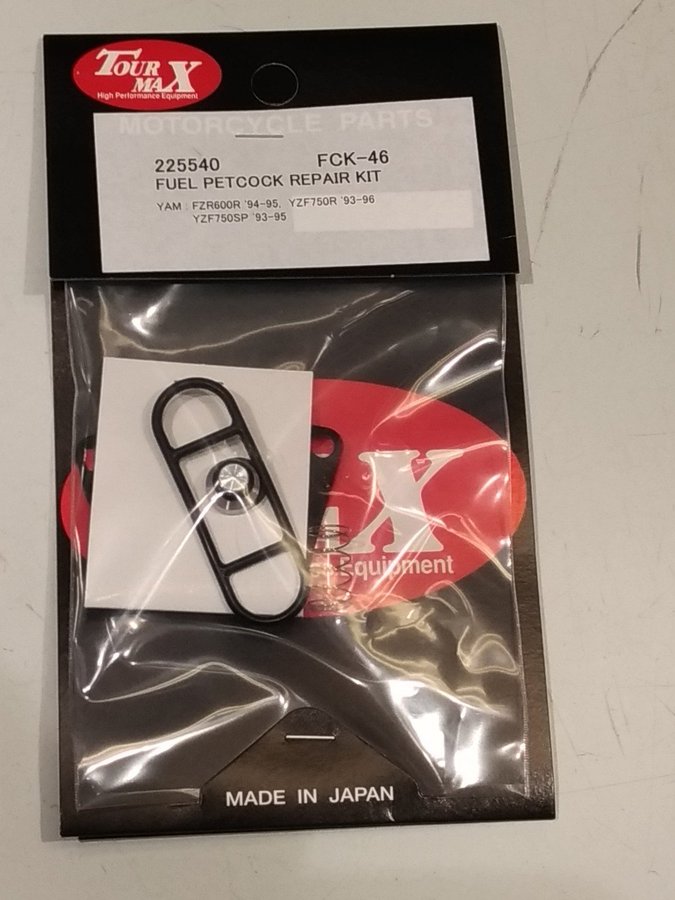 TOUR
MAX
High Performance Equipment
MOTORCYCLE PARTS
225540 FCK-46
FUEL PETCOCK REPAIR KIT
YAM : FZR600R '94-95, YZF750R '93-96
YZF750SP '93-95
X
Equipment
MADE IN JAPAN